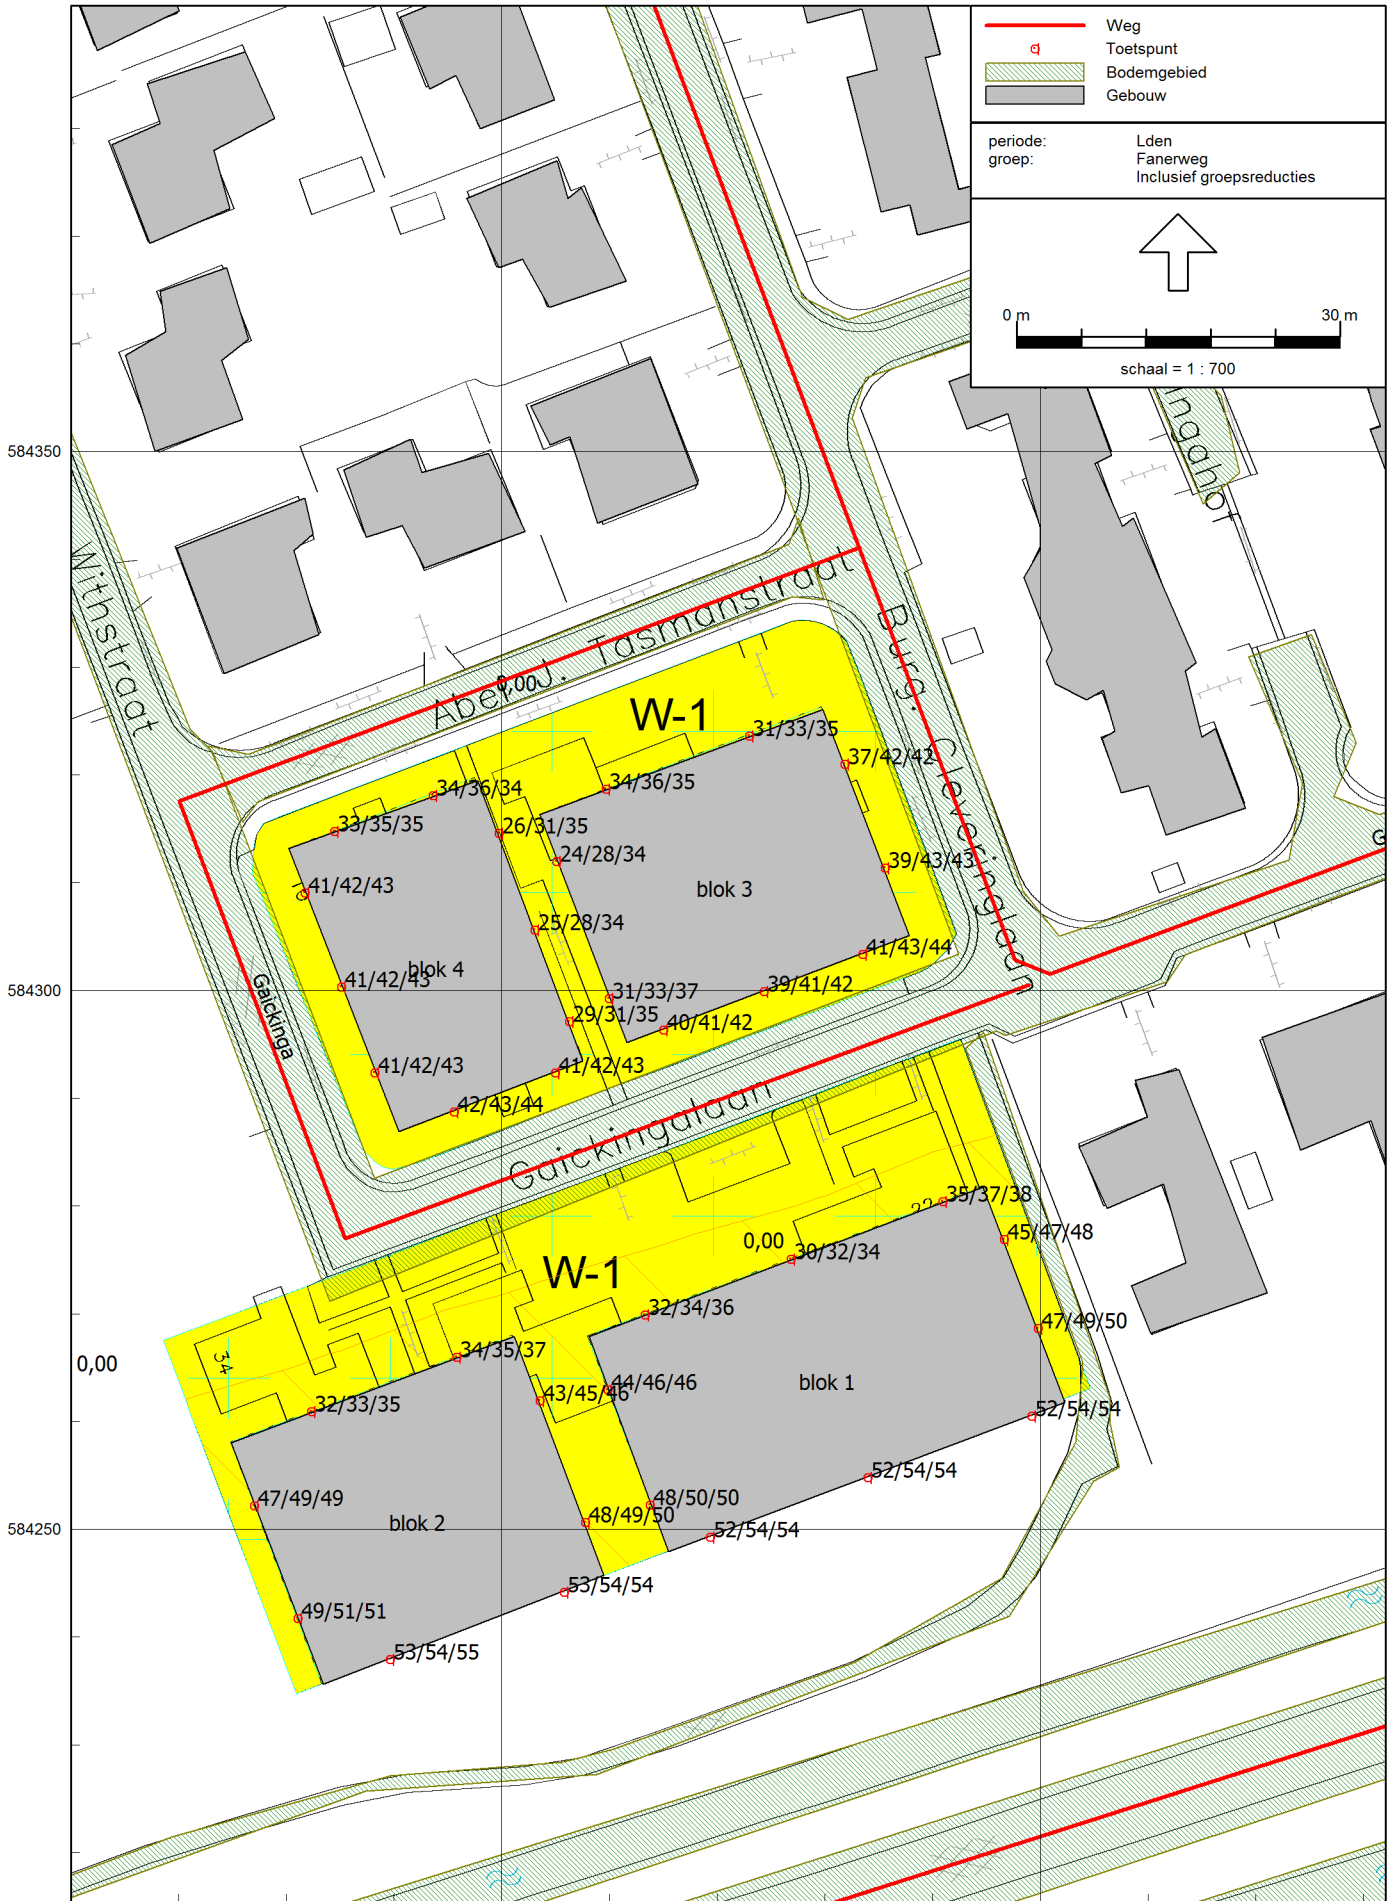 Weg
Toetspunt
Bodemgebied
Gebouw
periode: Lden
groep: Fanerweg
Inclusief groepsreducties
0 m 30 m
schaal = 1 : 700
584350
ingahof
Withstraat
Abel J. Tasmanstraat
0,00
Burg. Cleveringlaan
W-1
31/33/35
37/42/42
34/36/34
34/36/35
33/35/35
26/31/35
24/28/34
39/43/43
G
41/42/43
blok 3
25/28/34
41/43/44
blok 4
41/42/43
39/41/42
584300
31/33/37
Gaickinga
29/31/35
40/41/42
41/42/43
41/42/43
42/43/44
Gaickingalaan
35/37/38
22
45/47/48
0,00
30/32/34
W-1
32/34/36
47/49/50
34/35/37
34
0,00
44/46/46
blok 1
43/45/46
32/33/35
52/54/54
52/54/54
47/49/49
48/50/50
48/49/50
blok 2
52/54/54
584250
53/54/54
49/51/51
53/54/55